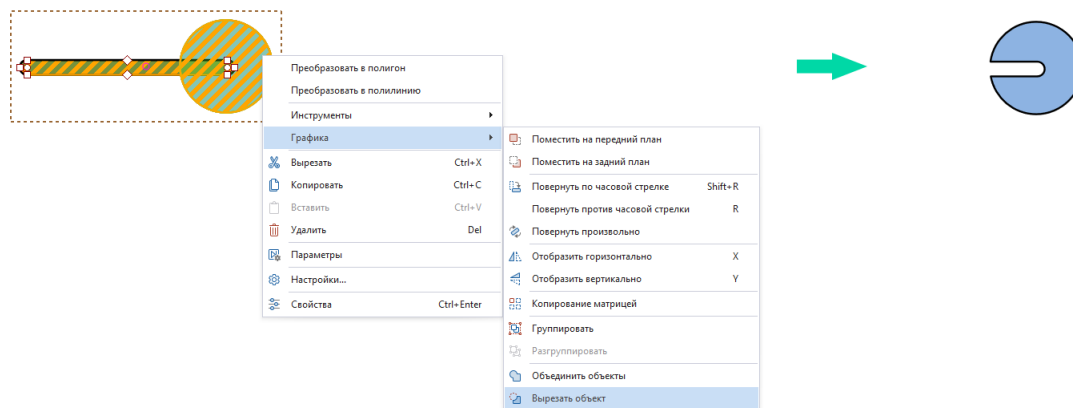 Преобразовать в полигон
Преобразовать в полилинию
Инструменты
Графика
Вырезать Ctrl+X
Копировать Ctrl+C
Вставить Ctrl+V
Удалить Del
Параметры
Настройки...
Свойства Ctrl+Enter
Поместить на передний план
Поместить на задний план
Повернуть по часовой стрелке Shift+R
Повернуть против часовой стрелки R
Повернуть произвольно
Отобразить горизонтально X
Отобразить вертикально Y
Копирование матрицей
Группировать
Разгруппировать
Объединить объекты
Вырезать объект